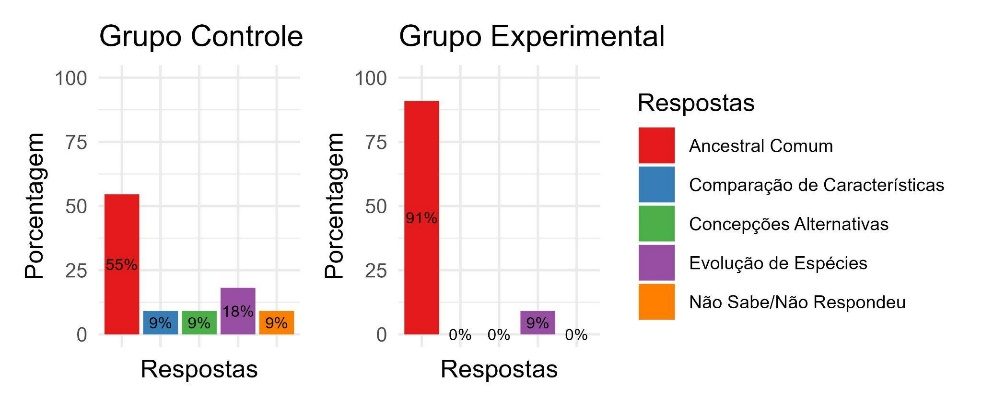 Grupo Controle
100
75
50
25
0
Porcentagem
55%
9%
9%
18%
9%
Respostas
Grupo Experimental
100
75
50
25
0
Porcentagem
91%
0%
0%
9%
0%
Respostas
Respostas
Ancestral Comum
Comparação de Características
Concepções Alternativas
Evolução de Espécies
Não Sabe/Não Respondeu